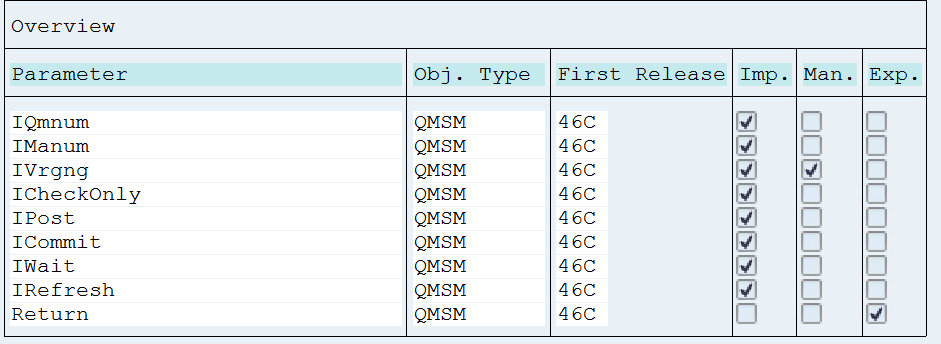 Overview
Parameter Obj. Type First Release Imp. Man. Exp.
IQmnum QMSM 46C
IManum QMSM 46C
IVrgng QMSM 46C
ICheckOnly QMSM 46C
IPost QMSM 46C
ICommit QMSM 46C
IWait QMSM 46C
IRefresh QMSM 46C
Return QMSM 46C